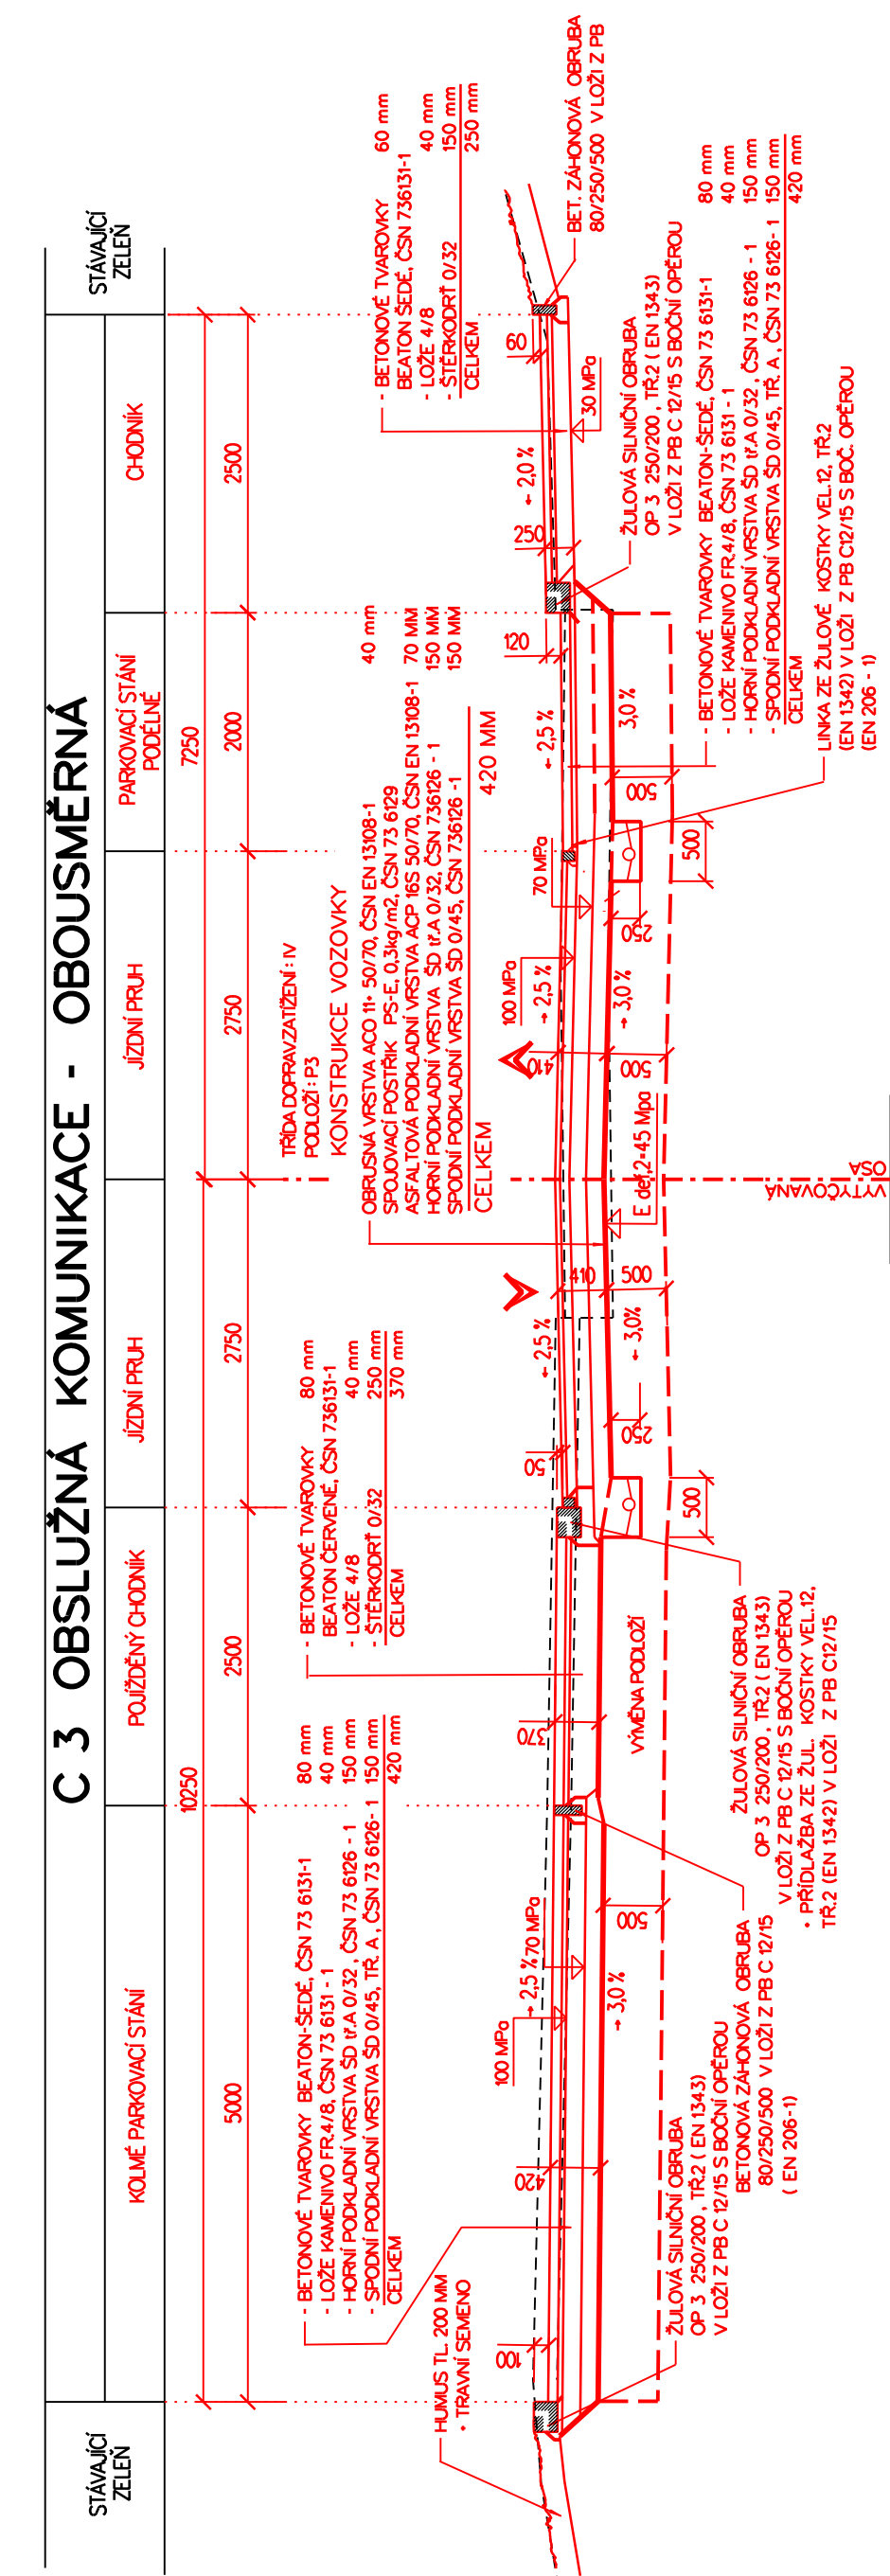 C 3 OBSLUŽNÁ KOMUNIKACE - OBOUSMĚRNÁ
STÁVAJÍCÍ
ZELEŇ
KOLMÉ PARKOVACÍ STÁNÍ
POJÍŽDĚNÝ CHODNÍK
JÍZDNÍ PRUH
JÍZDNÍ PRUH
PARKOVACÍ STÁNÍ
PODÉLNÉ
CHODNÍK
STÁVAJÍCÍ
ZELEŇ
10250
7250
5000
2500
2750
2750
2000
2500
- BETONOVÉ TVAROVKY BEATON-ŠEDÉ, ČSN 73 6131-1 80 mm
- LOŽE KAMENIVO FR.4/8, ČSN 73 6131 - 1 40 mm
- HORNÍ PODKLADNÍ VRSTVA ŠD tř.A 0/32 , ČSN 73 6126 - 1 150 mm
- SPODNÍ PODKLADNÍ VRSTVA ŠD 0/45, TŘ. A , ČSN 73 6126- 1 150 mm
CELKEM 420 mm
- BETONOVÉ TVAROVKY 80 mm
BEATON ČERVENÉ, ČSN 736131-1
- LOŽE 4/8 40 mm
- ŠTĚRKODRŤ 0/32 250 mm
CELKEM 370 mm
TŘÍDA DOPRAV.ZATÍŽENÍ : IV
PODLOŽÍ : P3
KONSTRUKCE VOZOVKY
OBRUSNÁ VRSTVA ACO 11+ 50/70, ČSN EN 13108-1 40 mm
SPOJOVACÍ POSTŘIK PS-E, 0,3kg/m2, ČSN 73 6129
ASFALTOVÁ PODKLADNÍ VRSTVA ACP 16S 50/70, ČSN EN 13108-1 70 MM
HORNÍ PODKLADNÍ VRSTVA ŠD tř.A 0/32, ČSN 736126 - 1 150 MM
SPODNÍ PODKLADNÍ VRSTVA ŠD 0/45, ČSN 736126 -1 150 MM
CELKEM 420 MM
- BETONOVÉ TVAROVKY 60 mm
BEATON ŠEDÉ, ČSN 736131-1
- LOŽE 4/8 40 mm
- ŠTĚRKODRŤ 0/32 150 mm
CELKEM 250 mm
HUMUS TL. 200 MM
+ TRAVNÍ SEMENO
100
420
100 MPa
← 2,5 %
70 MPa
→ 3,0 %
500
370
VÝMĚNA PODLOŽÍ
50
250
500
← 2,5 %
← 3,0%
410
500
E def,2=45 Mpa
VYTYČOVANÁ
OSA
410
500
100 MPa
→ 2,5 %
→ 3,0 %
70 MPa
250
500
500
← 2,5 %
3,0 %
120
250
← 2,0 %
30 MPa
60
ŽULOVÁ SILNIČNÍ OBRUBA
OP 3 250/200 , TŘ.2 ( EN 1343)
V LOŽI Z PB C 12/15 S BOČNÍ OPĚROU
BETONOVÁ ZÁHONOVÁ OBRUBA
80/250/500 V LOŽI Z PB C 12/15
( EN 206-1)
ŽULOVÁ SILNIČNÍ OBRUBA
OP 3 250/200 , TŘ.2 ( EN 1343)
V LOŽI Z PB C 12/15 S BOČNÍ OPĚROU
+ PŘÍDLAŽBA ZE ŽUL. KOSTKY VEL.12,
TŘ.2 (EN 1342) V LOŽI Z PB C12/15
BET. ZÁHONOVÁ OBRUBA
80/250/500 V LOŽI Z PB
ŽULOVÁ SILNIČNÍ OBRUBA
OP 3 250/200 , TŘ.2 ( EN 1343)
V LOŽI Z PB C 12/15 S BOČNÍ OPĚROU
- BETONOVÉ TVAROVKY BEATON-ŠEDÉ, ČSN 73 6131-1 80 mm
- LOŽE KAMENIVO FR.4/8, ČSN 73 6131 - 1 40 mm
- HORNÍ PODKLADNÍ VRSTVA ŠD tř.A 0/32 , ČSN 73 6126 - 1 150 mm
- SPODNÍ PODKLADNÍ VRSTVA ŠD 0/45, TŘ. A , ČSN 73 6126- 1 150 mm
CELKEM 420 mm
LINKA ZE ŽULOVÉ KOSTKY VEL.12, TŘ.2
(EN 1342) V LOŽI Z PB C12/15 S BOČ. OPĚROU
(EN 206 - 1)